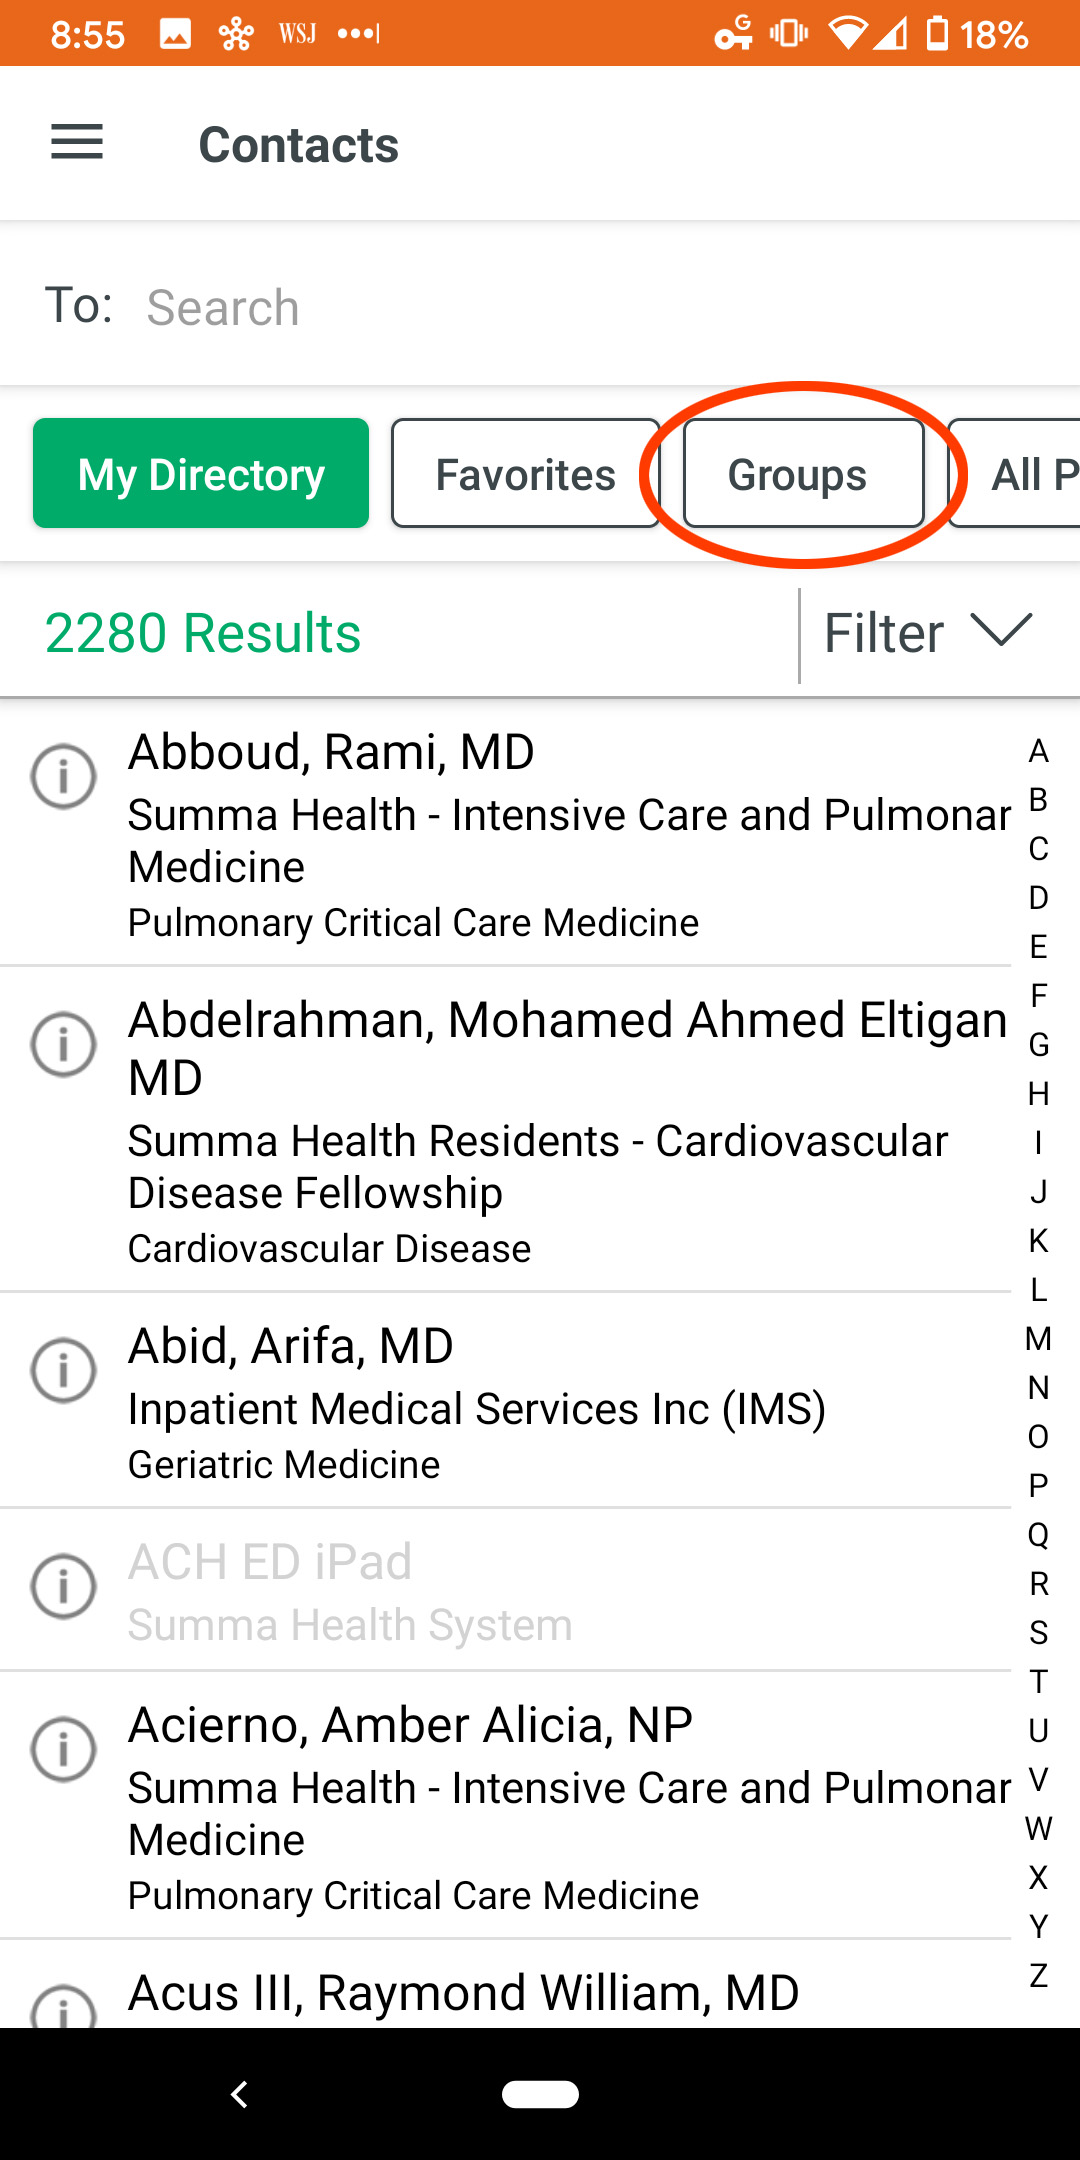 8:55 WSJ G 18%
Contacts
To: Search
My Directory Favorites Groups All P
2280 Results Filter
Abboud, Rami, MD
Summa Health - Intensive Care and Pulmonar
Medicine
Pulmonary Critical Care Medicine
Abdelrahman, Mohamed Ahmed Eltigan
MD
Summa Health Residents - Cardiovascular
Disease Fellowship
Cardiovascular Disease
Abid, Arifa, MD
Inpatient Medical Services Inc (IMS)
Geriatric Medicine
ACH ED iPad
Summa Health System
Acierno, Amber Alicia, NP
Summa Health - Intensive Care and Pulmonar
Medicine
Pulmonary Critical Care Medicine
Acus III, Raymond William, MD
A
B
C
D
E
F
G
H
I
J
K
L
M
N
O
P
Q
R
S
T
U
V
W
X
Y
Z